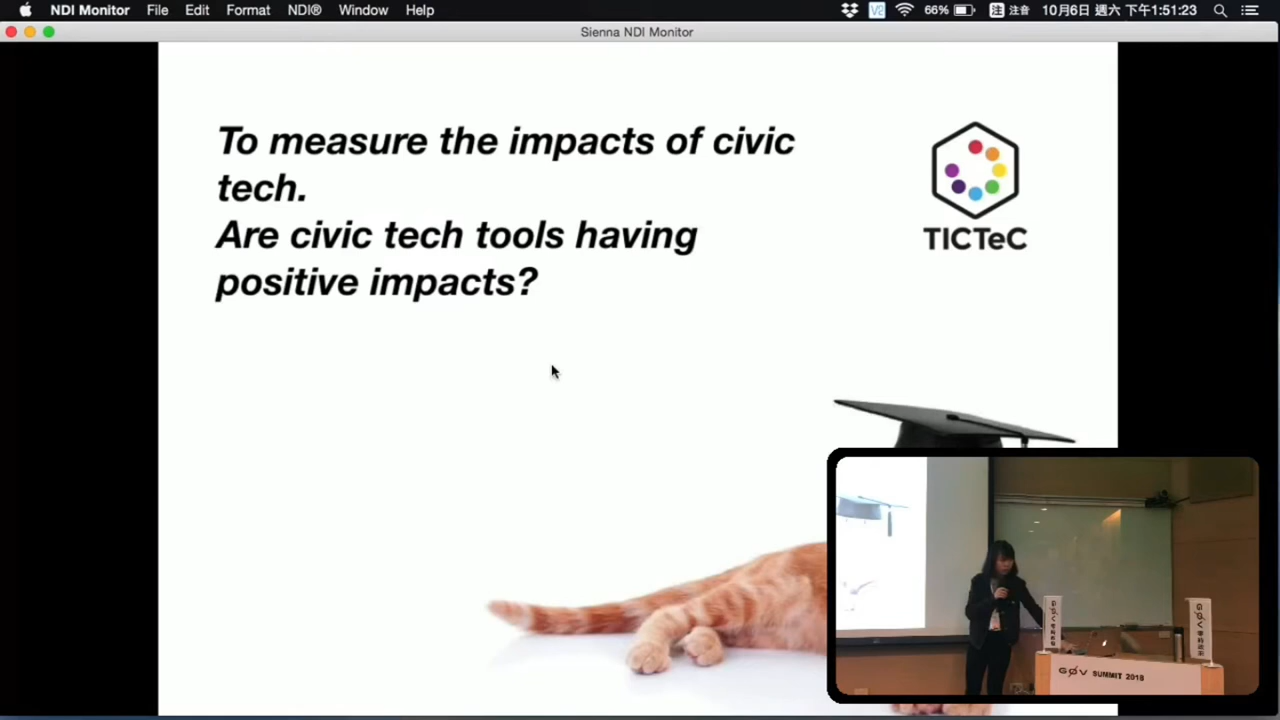 NDI Monitor File Edit Format NDI® Window Help 66% 注 注音 10月6日 週六 下午1:51:23
Sienna NDI Monitor
To measure the impacts of civic
tech.
Are civic tech tools having
positive impacts?
TICTeC
GØV SUMMIT 2018